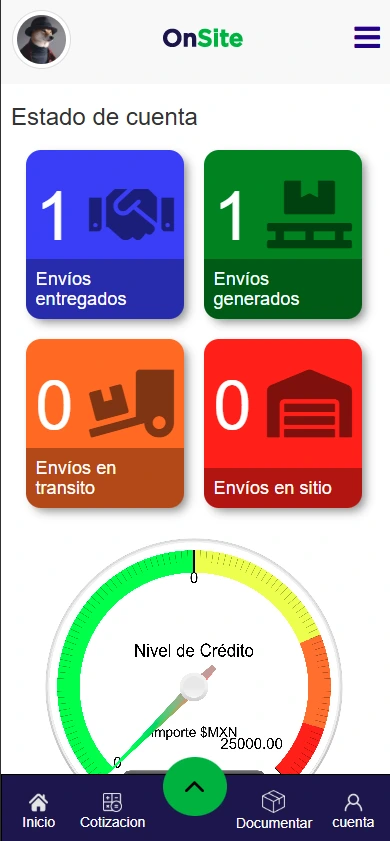 OnSite
Estado de cuenta
1
Envíos
entregados
1
Envíos
generados
0
Envíos en
transito
0
Envíos en sitio
0
Nivel de Crédito
Importe $MXN
25000.00
0
Inicio
Cotizacion
Documentar
cuenta